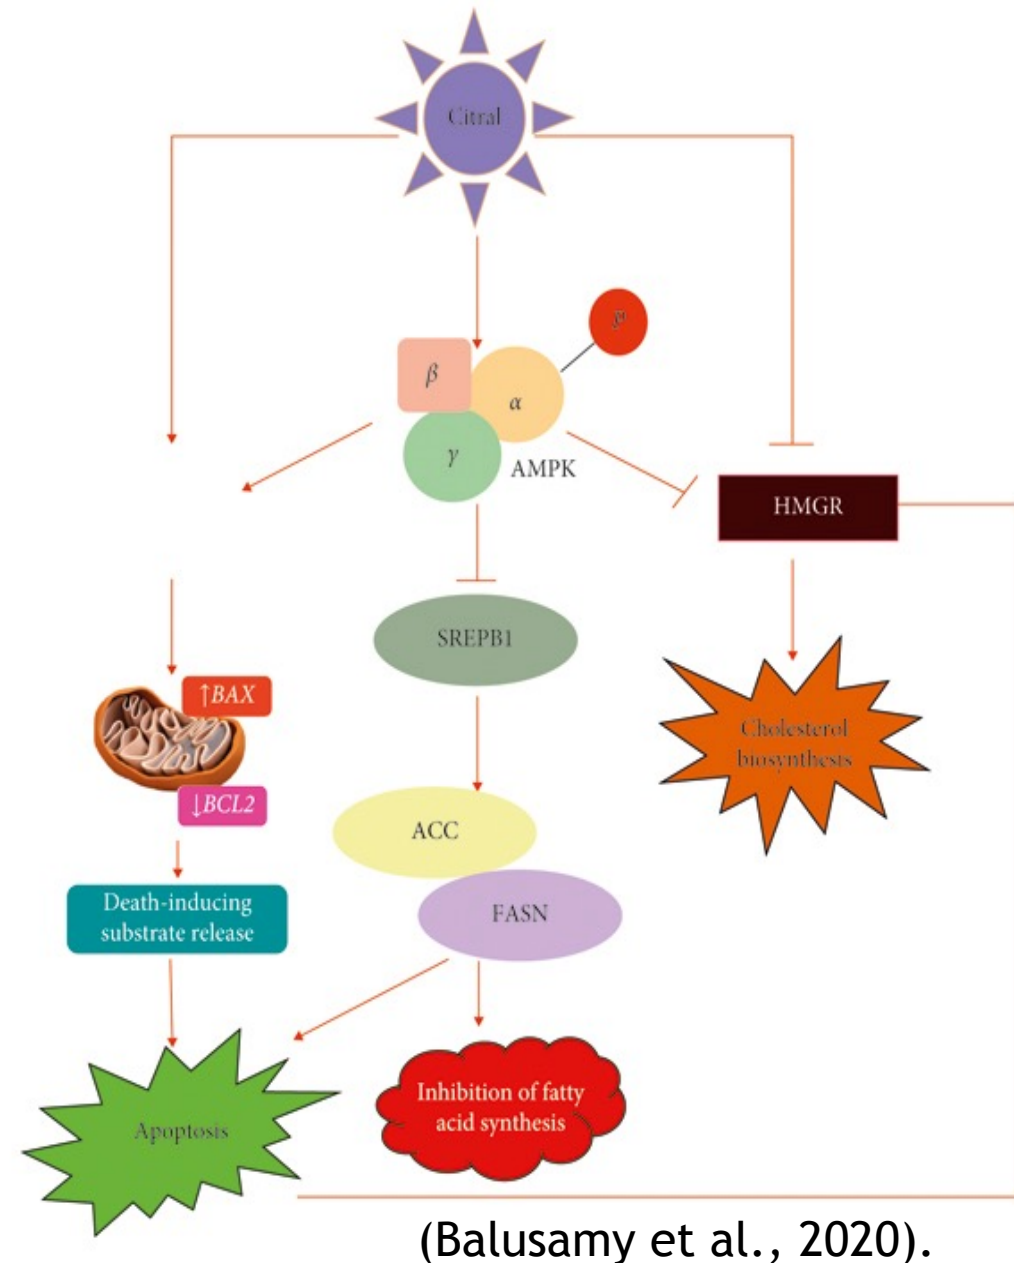 Citral
P
β
α
γ
AMPK
HMGR
SREPB1
↑BAX
↓BCL2
Cholesterol
biosynthesis
ACC
Death-inducing
substrate release
FASN
Inhibition of fatty
acid synthesis
Apoptosis
(Balusamy et al., 2020).